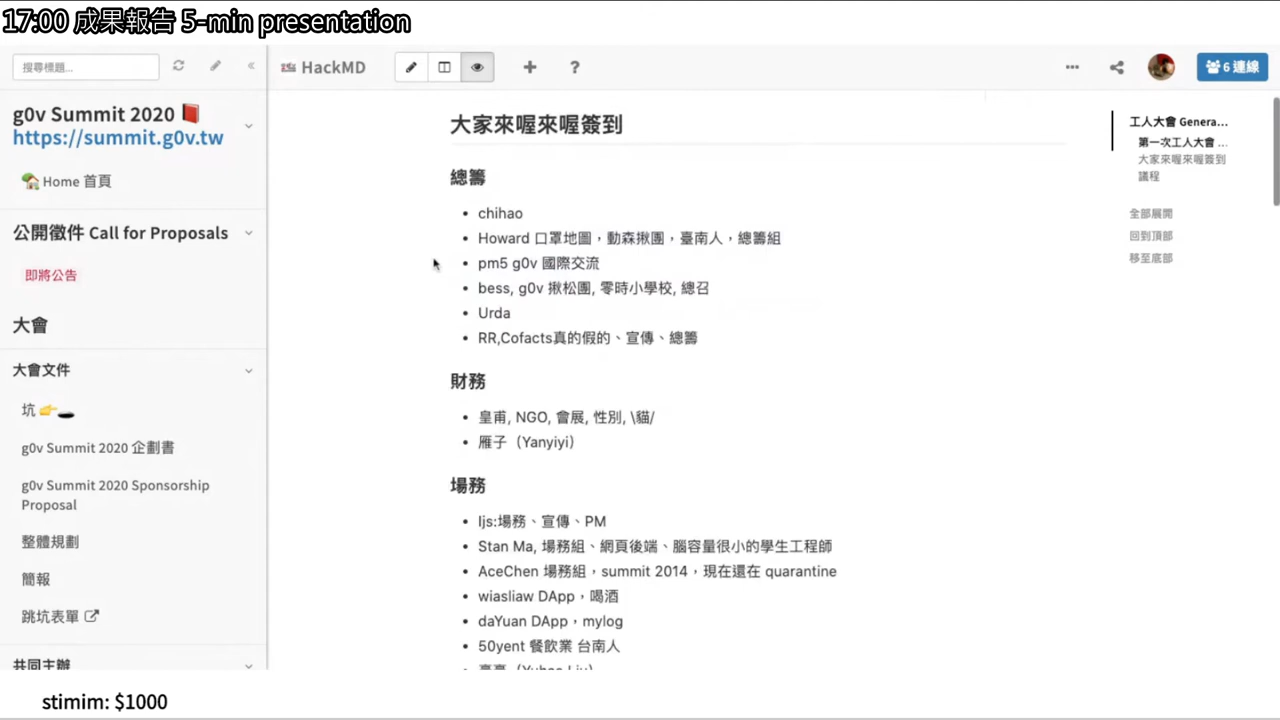 17:00 成果報告 5-min presentation
搜尋標題...
HackMD
6 連線
g0v Summit 2020
https://summit.g0v.tw
Home 首頁
公開徵件 Call for Proposals
即將公告
大會
大會文件
坑
g0v Summit 2020 企劃書
g0v Summit 2020 Sponsorship
Proposal
整體規劃
簡報
跳坑表單
共同主辦
大家來喔來喔簽到
總籌
chihao
Howard 口罩地圖，動森揪團，臺南人，總籌組
pm5 g0v 國際交流
bess, g0v 揪松團, 零時小學校, 總召
Urda
RR,Cofacts真的假的、宣傳、總籌
財務
皇甫, NGO, 會展, 性別, \貓/
雁子（Yanyiyi）
場務
ljs:場務、宣傳、PM
Stan Ma, 場務組、網頁後端、腦容量很小的學生工程師
AceChen 場務組，summit 2014，現在還在 quarantine
wiasliaw DApp，喝酒
daYuan DApp，mylog
50yent 餐飲業 台南人
工人大會 Genera...
第一次工人大會 ...
大家來喔來喔簽到
議程
全部展開
回到頂部
移至底部
stimim: $1000